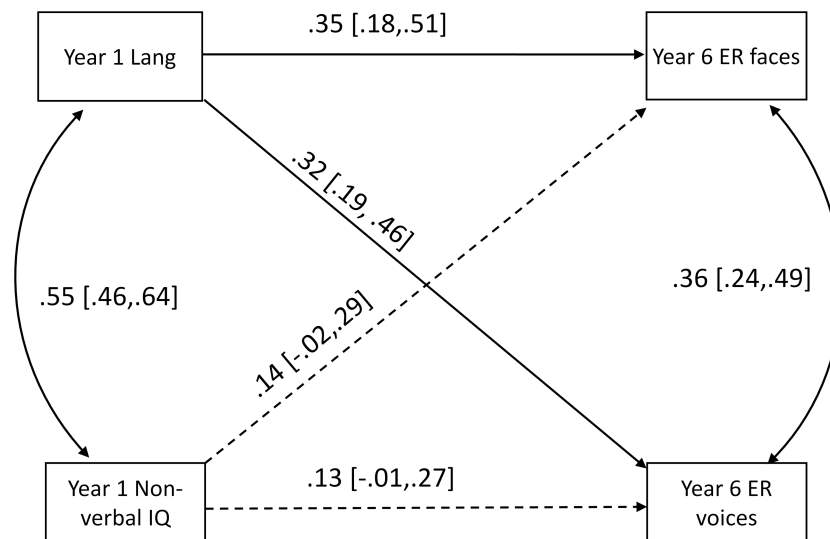 .35 [.18,.51]
Year 1 Lang
Year 6 ER faces
.32 [.19, .46]
.55 [.46,.64]
.36 [.24,.49]
.14 [-.02,.29]
.13 [-.01,.27]
Year 1 Non-
verbal IQ
Year 6 ER
voices